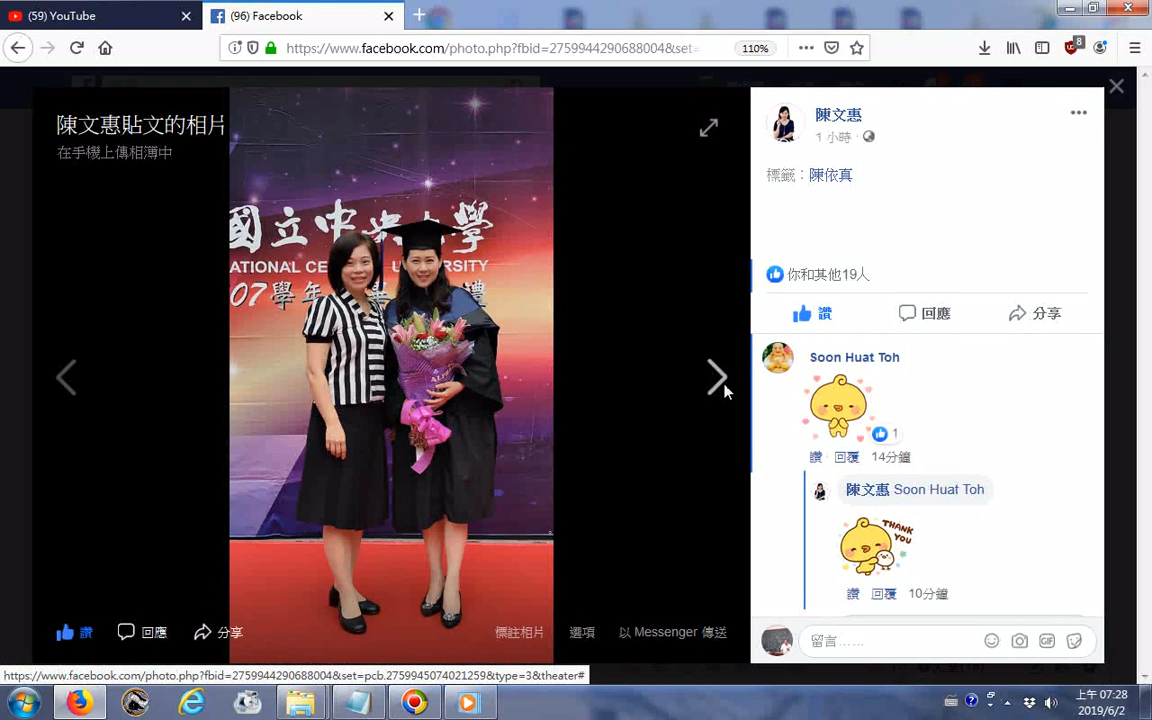 (59) YouTube
(96) Facebook
https://www.facebook.com/photo.php?fbid=2759944290688004&set=
110%
8
陳文惠貼文的相片
在手機上傳相簿中
國立中央大學
ATIONAL CE UNIVERSITY
07學年 畢業 禮
陳文惠
1 小時
標籤：陳依真
你和其他19人
讚 回應 分享
Soon Huat Toh
1
讚 · 回覆 · 14分鐘
陳文惠 Soon Huat Toh
THANK
YOU
讚 · 回覆 · 10分鐘
讚 回應 分享 標註相片 選項 以 Messenger 傳送
留言……
GIF
https://www.facebook.com/photo.php?fbid=2759944290688004&set=pcb.2759945074021259&type=3&theater#
上午 07:28
2019/6/2